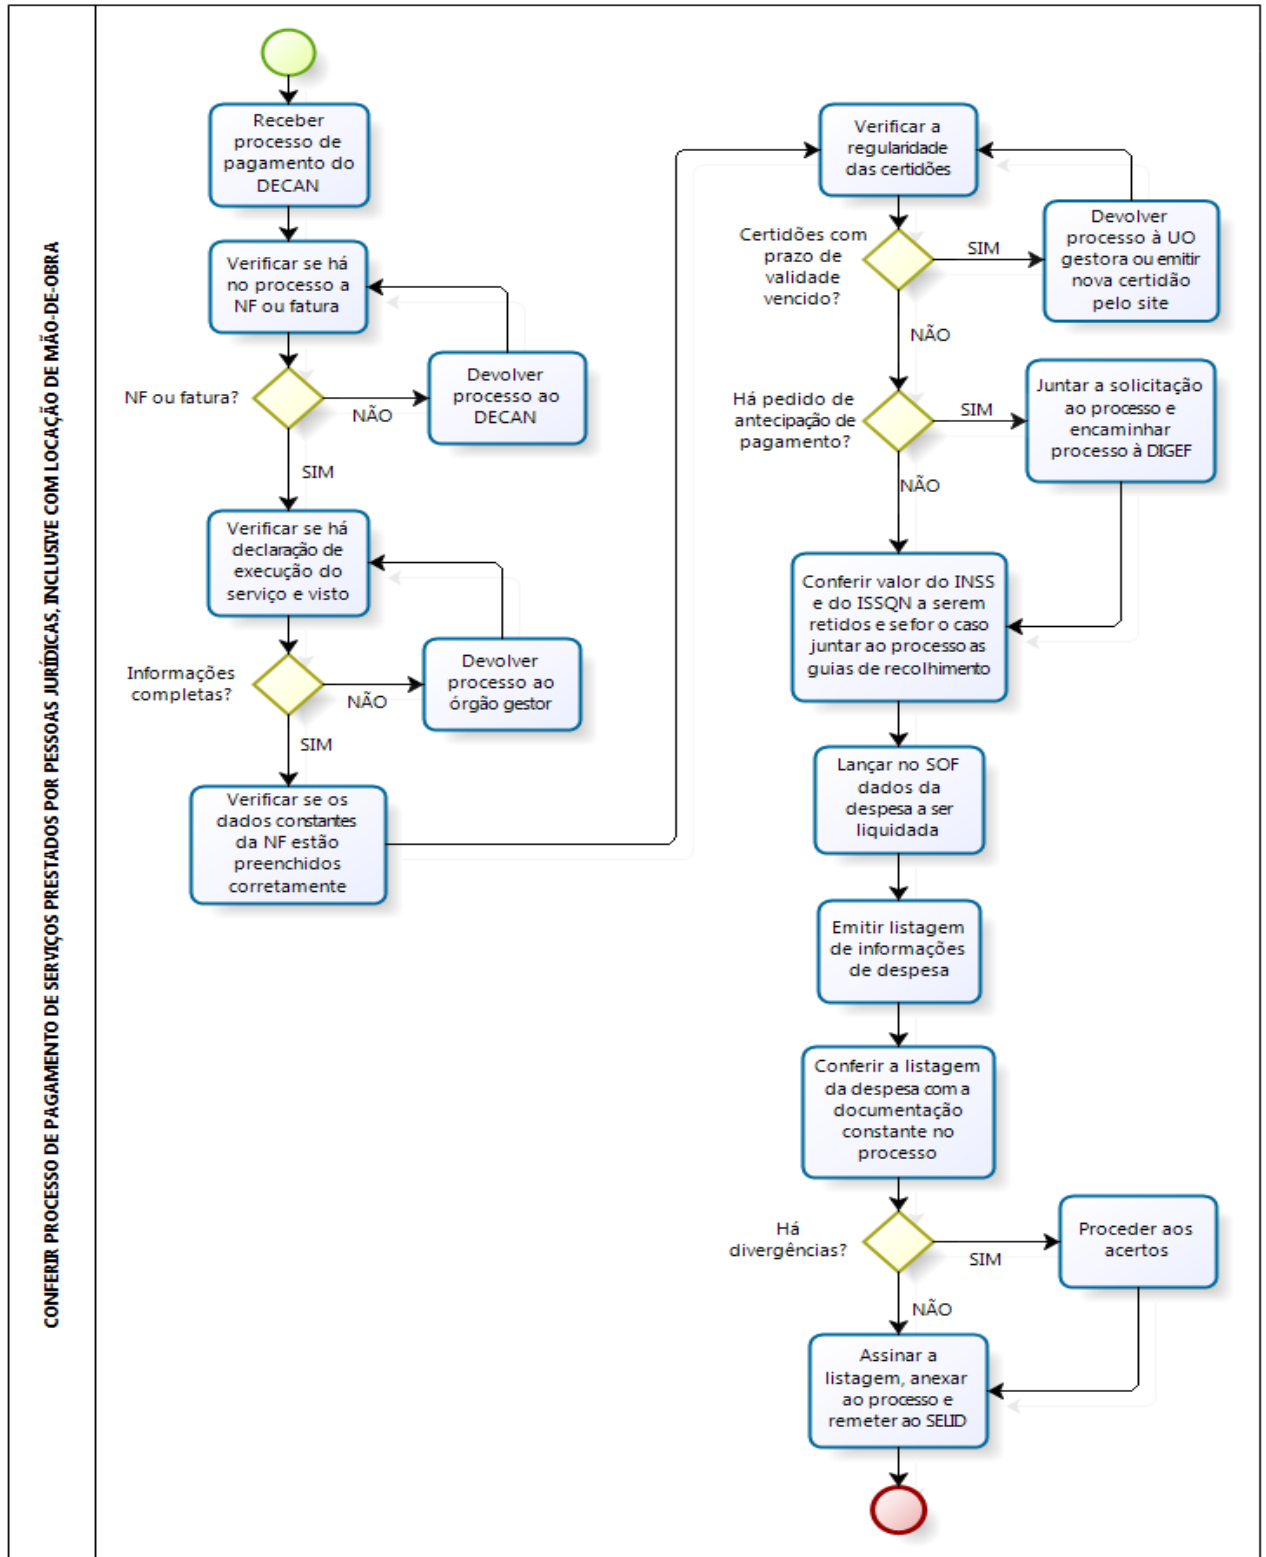 CONFERIR PROCESSO DE PAGAMENTO DE SERVIÇOS PRESTADOS POR PESSOAS JURÍDICAS, INCLUSIVE COM LOCAÇÃO DE MÃO-DE-OBRA
Receber
processo de
pagamento do
DECAN
Verificar se há
no processo a
NF ou fatura
NF ou fatura?
NÃO
Devolver
processo ao
DECAN
SIM
Verificar se há
declaração de
execução do
serviço e visto
Informações
completas?
NÃO
Devolver
processo ao
órgão gestor
SIM
Verificar se os
dados constantes
da NF estão
preenchidos
corretamente
Verificar a
regularidade
das certidões
Certidões com
prazo de
validade
vencido?
SIM
Devolver
processo à UO
gestora ou emitir
nova certidão
pelo site
NÃO
Há pedido de
antecipação de
pagamento?
SIM
Juntar a solicitação
ao processo e
encaminhar
processo à DIGEF
NÃO
Conferir valor do INSS
e do ISSQN a serem
retidos e se for o caso
juntar ao processo as
guias de recolhimento
Lançar no SOF
dados da
despesa a ser
liquidada
Emitir listagem
de informações
de despesa
Conferir a listagem
da despesa com a
documentação
constante no
processo
Há
divergências?
SIM
Proceder aos
acertos
NÃO
Assinar a
listagem, anexar
ao processo e
remeter ao SELID